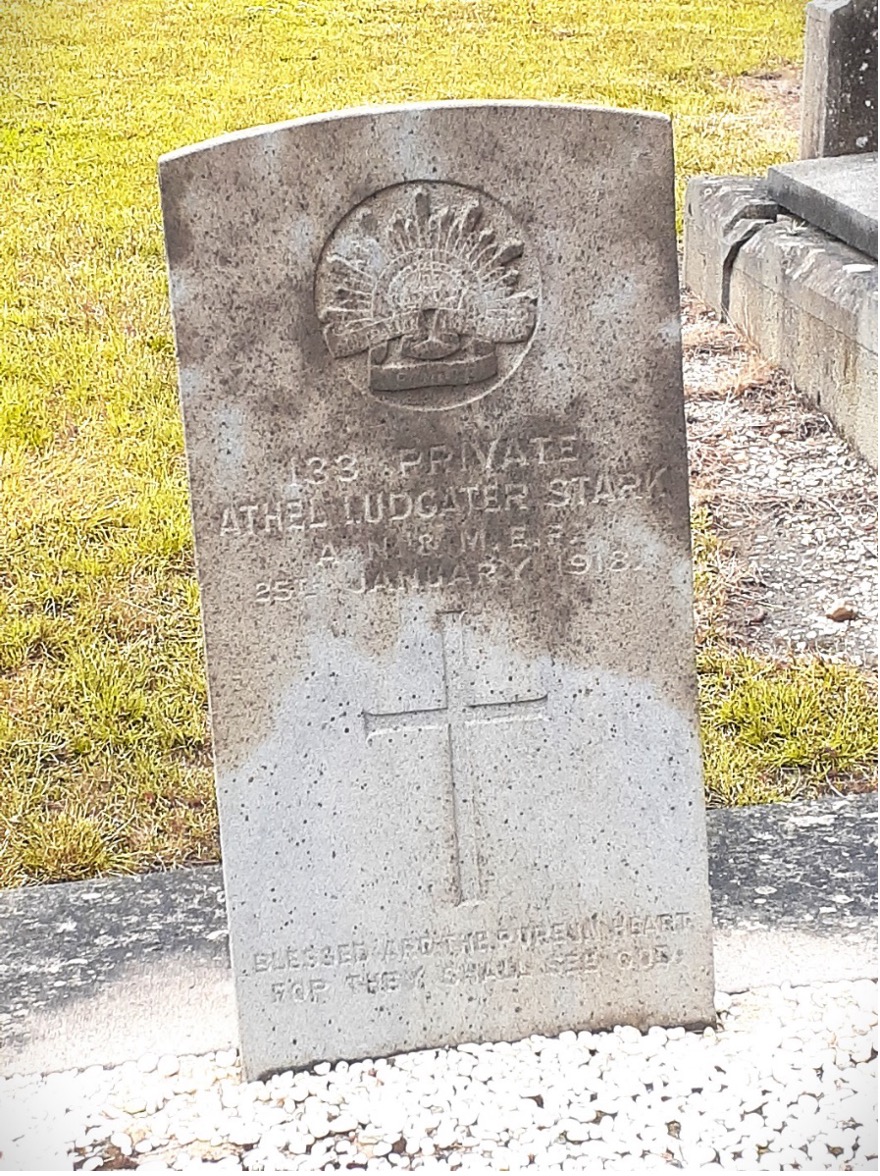 133 PRIVATE
ATHEL LUDGATER STARK
A.N. & M.E.F.
25TH JANUARY 1918
BLESSED ARE THE PURE IN HEART
FOR THEY SHALL SEE GOD.